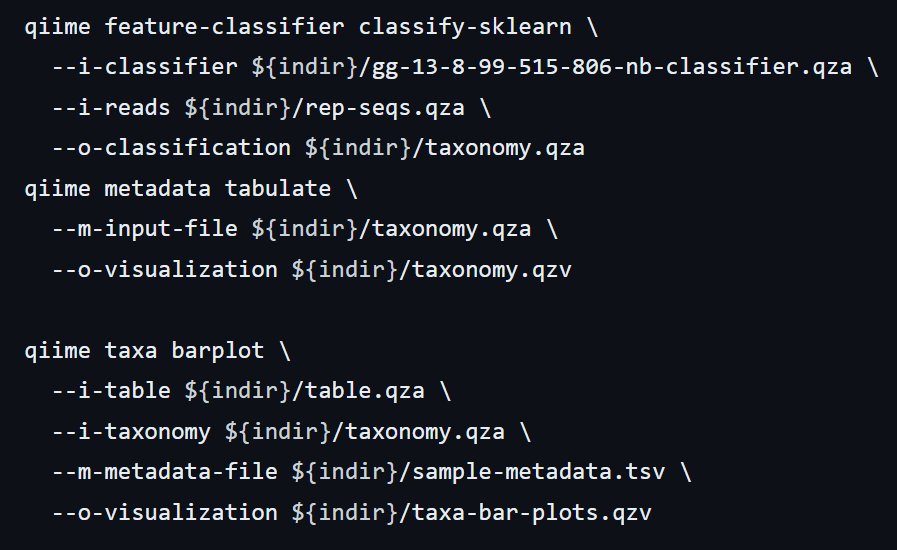 qiime feature-classifier classify-sklearn \
  --i-classifier ${indir}/gg-13-8-99-515-806-nb-classifier.qza \
  --i-reads ${indir}/rep-seqs.qza \
  --o-classification ${indir}/taxonomy.qza
qiime metadata tabulate \
  --m-input-file ${indir}/taxonomy.qza \
  --o-visualization ${indir}/taxonomy.qzv

qiime taxa barplot \
  --i-table ${indir}/table.qza \
  --i-taxonomy ${indir}/taxonomy.qza \
  --m-metadata-file ${indir}/sample-metadata.tsv \
  --o-visualization ${indir}/taxa-bar-plots.qzv